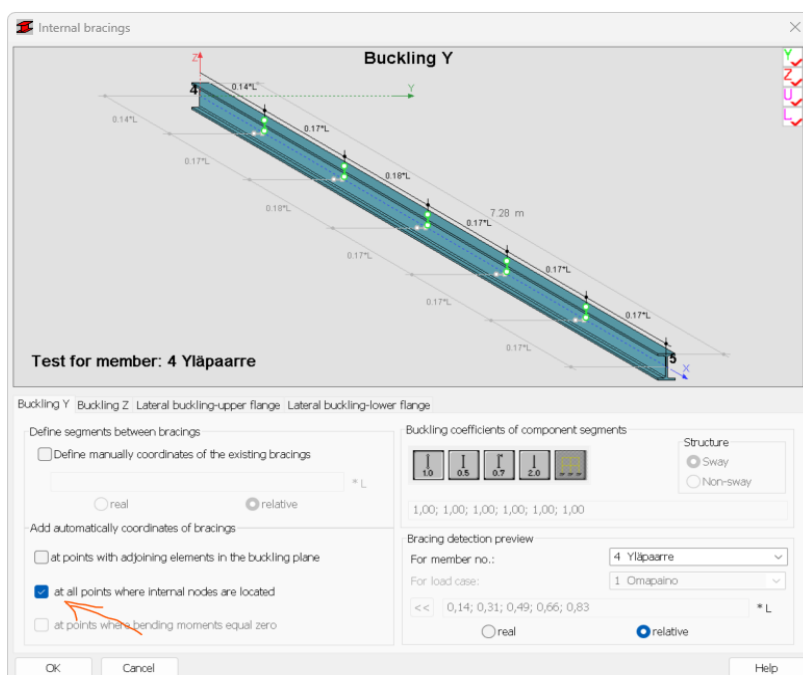 Internal bracings
Buckling Y
Z
4
0.14*L
Y
Y
Z
U
L
0.14*L
0.17*L
0.17*L
0.18*L
0.18*L
7.28 m
0.17*L
0.17*L
0.17*L
0.17*L
0.17*L
0.17*L
5
X
Test for member: 4 Yläpaarre
Buckling Y Buckling Z Lateral buckling-upper flange Lateral buckling-lower flange
Define segments between bracings
Define manually coordinates of the existing bracings
* L
real relative
Add automatically coordinates of bracings
at points with adjoining elements in the buckling plane
at all points where internal nodes are located
at points where bending moments equal zero
Buckling coefficients of component segments
1.0 0.5 0.7 2.0
Structure
Sway
Non-sway
1,00; 1,00; 1,00; 1,00; 1,00; 1,00
Bracing detection preview
For member no.: 4 Yläpaarre
For load case: 1 Omapaino
<< 0,14; 0,31; 0,49; 0,66; 0,83 * L
real relative
OK Cancel Help